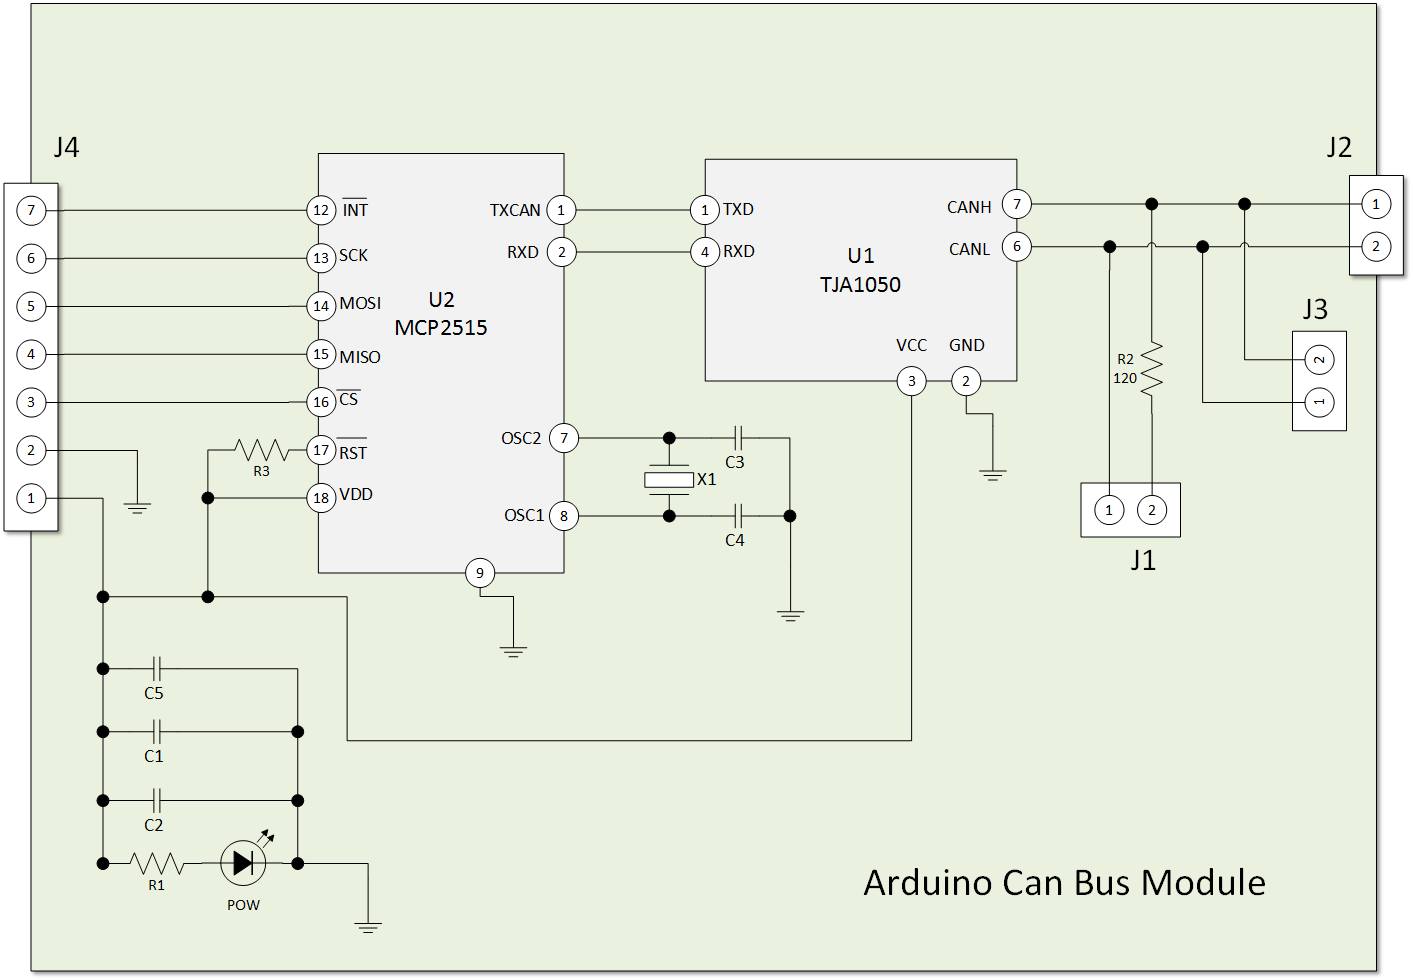 J4
7
6
5
4
3
2
1
12 INT
13 SCK
14 MOSI
15 MISO
16 CS
17 RST
18 VDD
U2
MCP2515
TXCAN 1
RXD 2
OSC2 7
OSC1 8
9
R3
X1
C3
C4
1 TXD
4 RXD
U1
TJA1050
CANH 7
CANL 6
VCC GND
3 2
J2
1
2
J3
2
1
R2
120
1 2
J1
C5
C1
C2
R1
POW
Arduino Can Bus Module